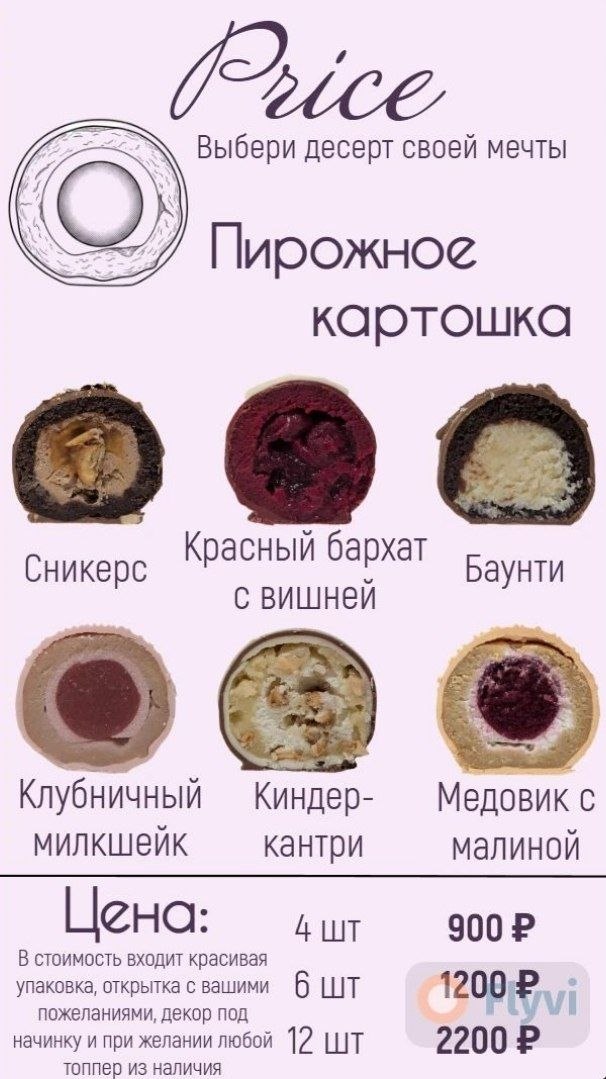 Price
Выбери десерт своей мечты
Пирожное
картошка
Сникерс
Красный бархат
с вишней
Баунти
Клубничный
милкшейк
Киндер-
кантри
Медовик с
малиной
Цена:
В стоимость входит красивая
упаковка, открытка с вашими
пожеланиями, декор под
начинку и при желании любой
топпер из наличия
4 шт 900 ₽
6 шт 1200 ₽
12 шт 2200 ₽
Flyvi